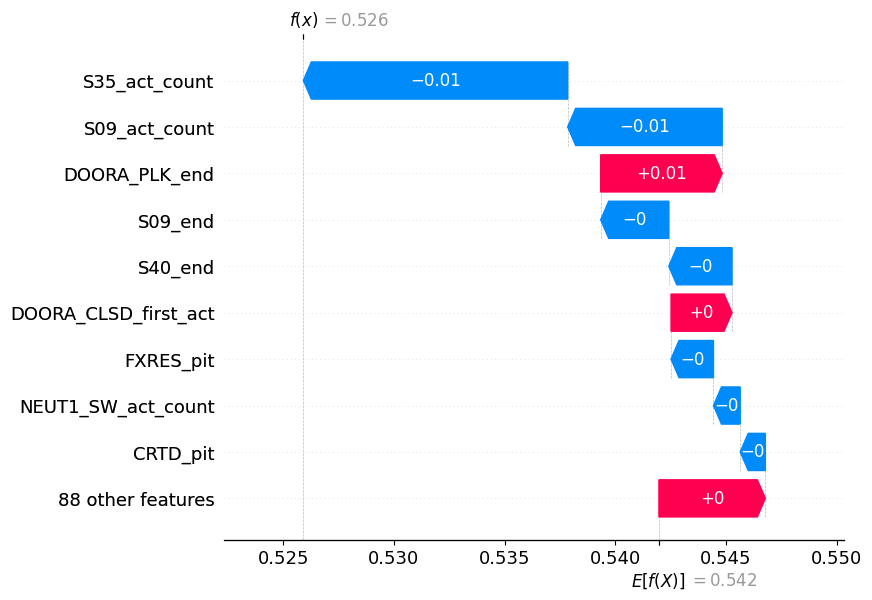 f(x) = 0.526
S35_act_count −0.01
S09_act_count −0.01
DOORA_PLK_end +0.01
S09_end −0
S40_end −0
DOORA_CLSD_first_act +0
FXRES_pit −0
NEUT1_SW_act_count −0
CRTD_pit −0
88 other features +0
0.525 0.530 0.535 0.540 0.545 0.550
E[f(X)] = 0.542